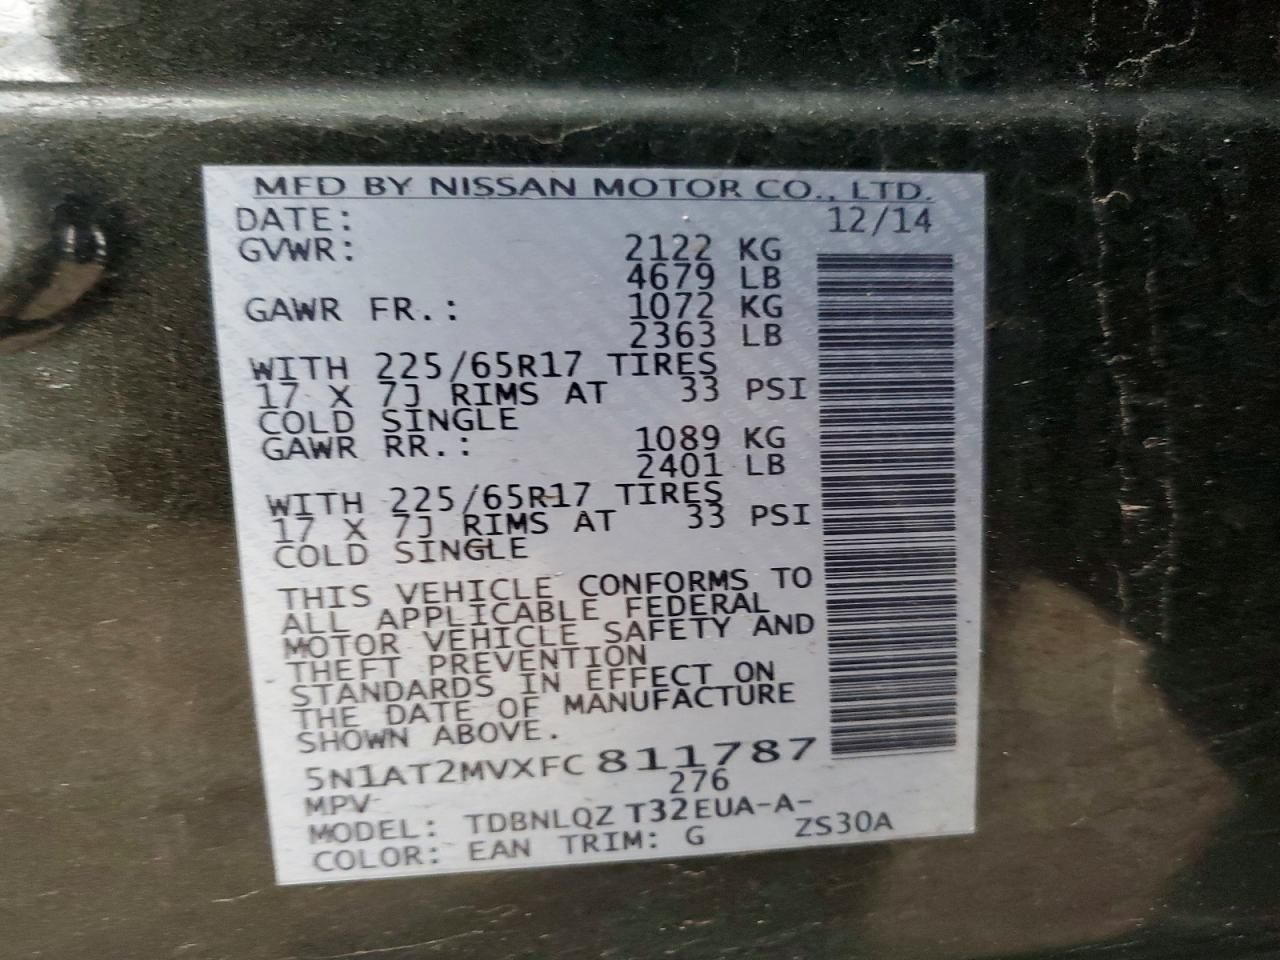 MFD BY NISSAN MOTOR CO., LTD.
DATE: 12/14
GVWR: 2122 KG
4679 LB
GAWR FR.: 1072 KG
2363 LB
WITH 225/65R17 TIRES
17 X 7J RIMS AT 33 PSI
COLD SINGLE
GAWR RR.: 1089 KG
2401 LB
WITH 225/65R17 TIRES
17 X 7J RIMS AT 33 PSI
COLD SINGLE
THIS VEHICLE CONFORMS TO
ALL APPLICABLE FEDERAL
MOTOR VEHICLE SAFETY AND
THEFT PREVENTION
STANDARDS IN EFFECT ON
THE DATE OF MANUFACTURE
SHOWN ABOVE.
5N1AT2MVXFC811787
MPV 276
MODEL: TDBNLQZ T32EUA-A-
COLOR: EAN TRIM: G ZS30A